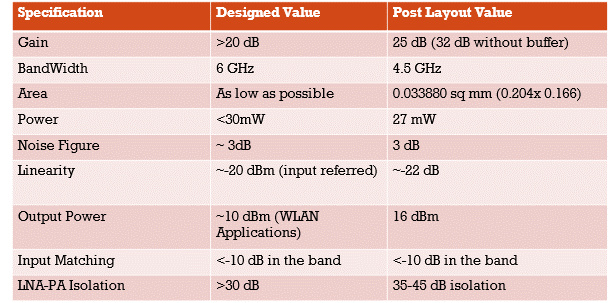 Specification Designed Value Post Layout Value
Gain >20 dB 25 dB (32 dB without buffer)
BandWidth 6 GHz 4.5 GHz
Area As low as possible 0.033880 sq mm (0.204x 0.166)
Power <30mW 27 mW
Noise Figure ~ 3dB 3 dB
Linearity ~-20 dBm (input referred) ~-22 dB
Output Power ~10 dBm (WLAN 16 dBm
Applications)
Input Matching <-10 dB in the band <-10 dB in the band
LNA-PA Isolation >30 dB 35-45 dB isolation